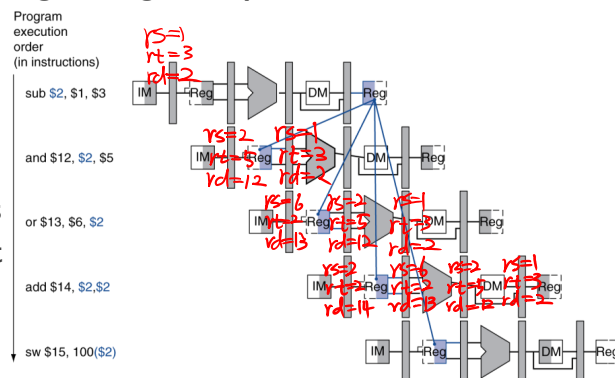 Program
execution
order
(in instructions)
rs=1
rt=3
rd=2
sub $2, $1, $3
IM Reg DM Reg
rs=2 rs=1
and $12, $2, $5
IM rt=5 Reg rt=3 DM Reg
rd=12 rd=2
rs=6 rs=2 rs=1
or $13, $6, $2
IM rt=2 Reg rt=5 rt=3 DM Reg
rd=13 rd=12 rd=2
rs=2 rs=6 rs=2 rs=1
add $14, $2,$2
IM rt=2 Reg rt=2 rt=5 DM rt=3 Reg
rd=14 rd=13 rd=12 rd=2
sw $15, 100($2)
IM Reg DM Reg